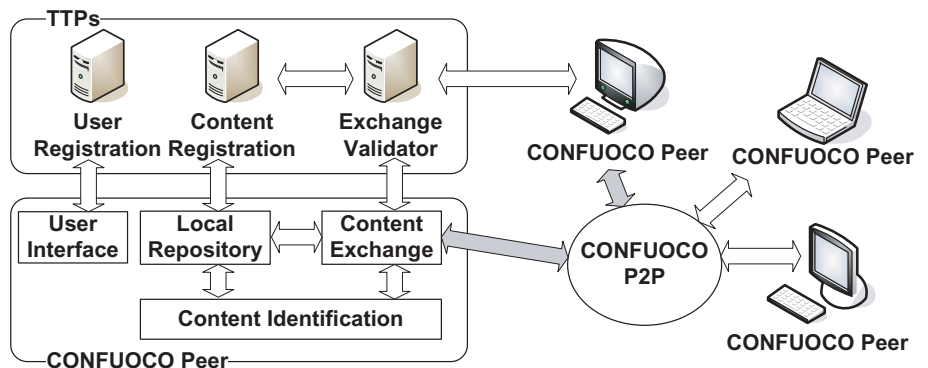 TTPs
User
Registration
Content
Registration
Exchange
Validator
CONFUOCO Peer
CONFUOCO Peer
User
Interface
Local
Repository
Content
Exchange
CONFUOCO
P2P
Content Identification
CONFUOCO Peer
CONFUOCO Peer